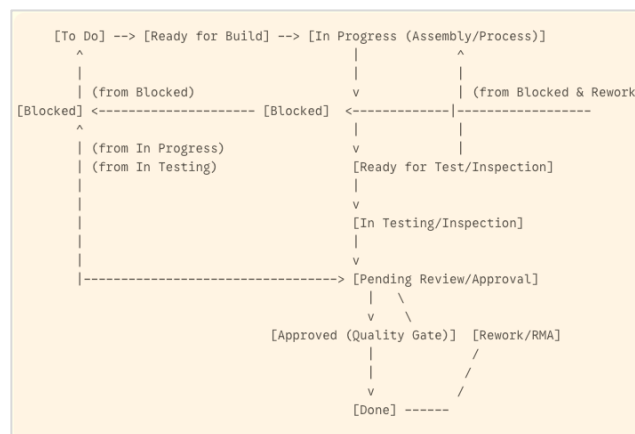 [To Do] --> [Ready for Build] --> [In Progress (Assembly/Process)]
^ | ^
| | |
| (from Blocked) v | (from Blocked & Rework
[Blocked] <--------------------- [Blocked] <-------------|------------------
^ | |
| (from In Progress) v |
| (from In Testing) [Ready for Test/Inspection]
| |
| v
| [In Testing/Inspection]
| |
| v
|----------------------------------> [Pending Review/Approval]
| \
v \
[Approved (Quality Gate)] [Rework/RMA]
| /
| /
v /
[Done] ------